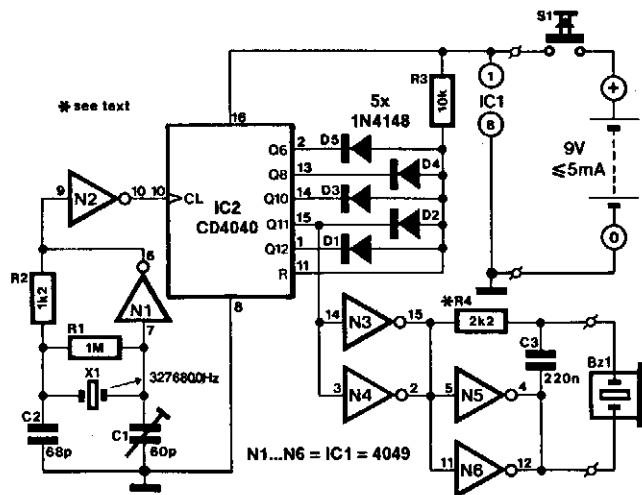 S1
R3
10k
1
IC1
8
+
9V
≤5mA
0
* see text
5x
1N4148
16
Q6 2 D5
Q8 13 D4
Q10 14 D3
Q11 15 D2
Q12 1 D1
R 11
9 N2 10 10 CL
IC2
CD4040
8
6
N1
7
R2
1k2
R1
1M
X1
327680.0Hz
C2
68p
C1
60p
14 N3 15
*R4
2k2
3 N4 2
5 N5 4
C3
220n
Bz1
11 N6 12
N1...N6 = IC1 = 4049